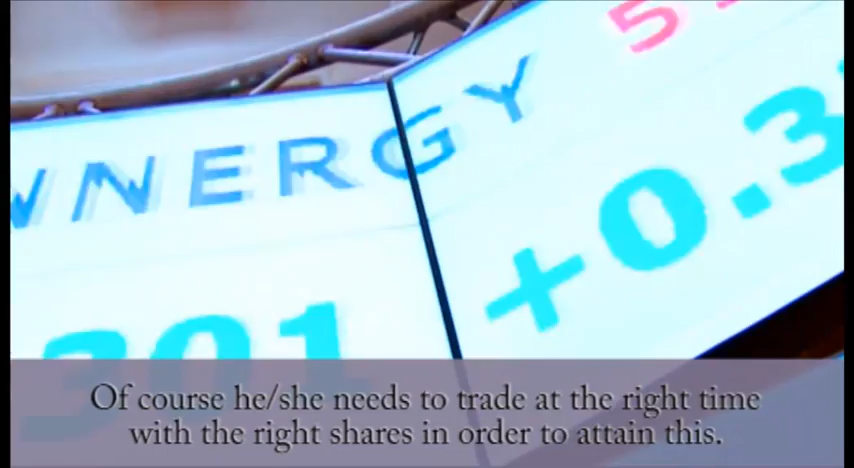 NERGY
+0.3
301
Of course he/she needs to trade at the right time
with the right shares in order to attain this.